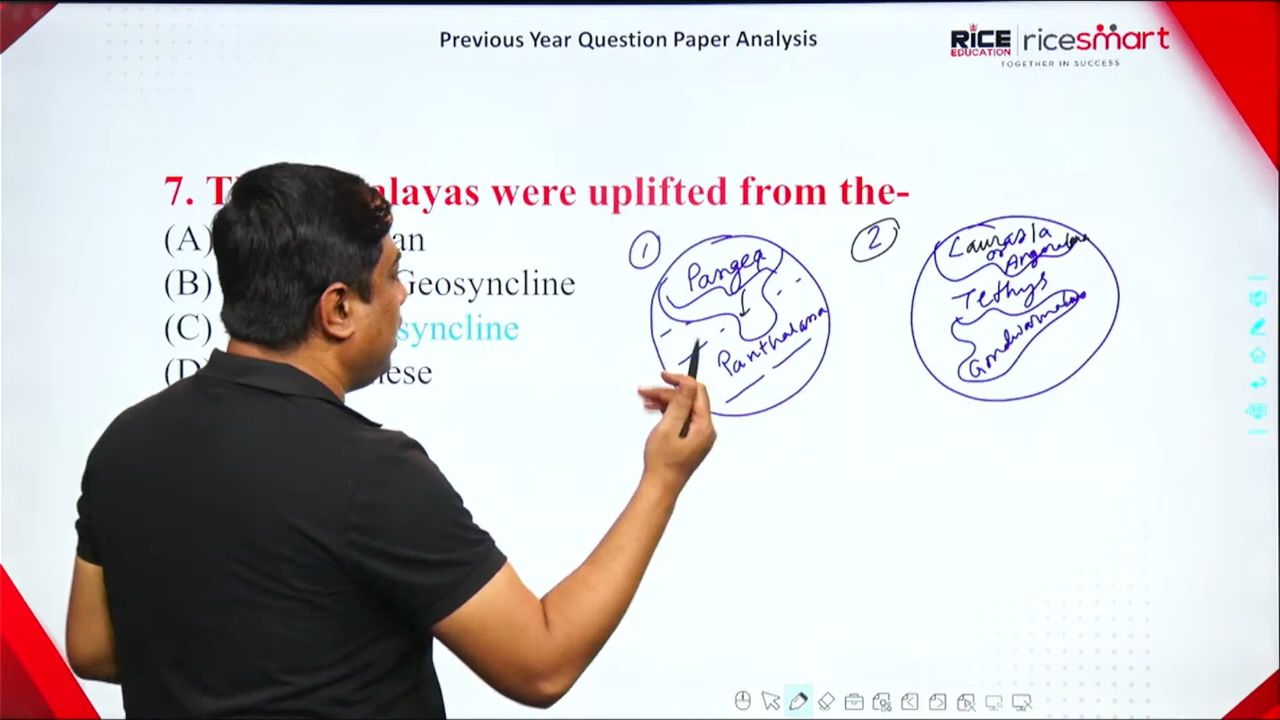 Previous Year Question Paper Analysis
RICE EDUCATION ricesmart
TOGETHER IN SUCCESS
7. alayas were uplifted from the-
(A) an
(B) Geosyncline
(C) syncline
(D) ese
1
Pangea
Panthalassa
2
Laurasia
or
Angaraland
Tethys
Gondwanaland